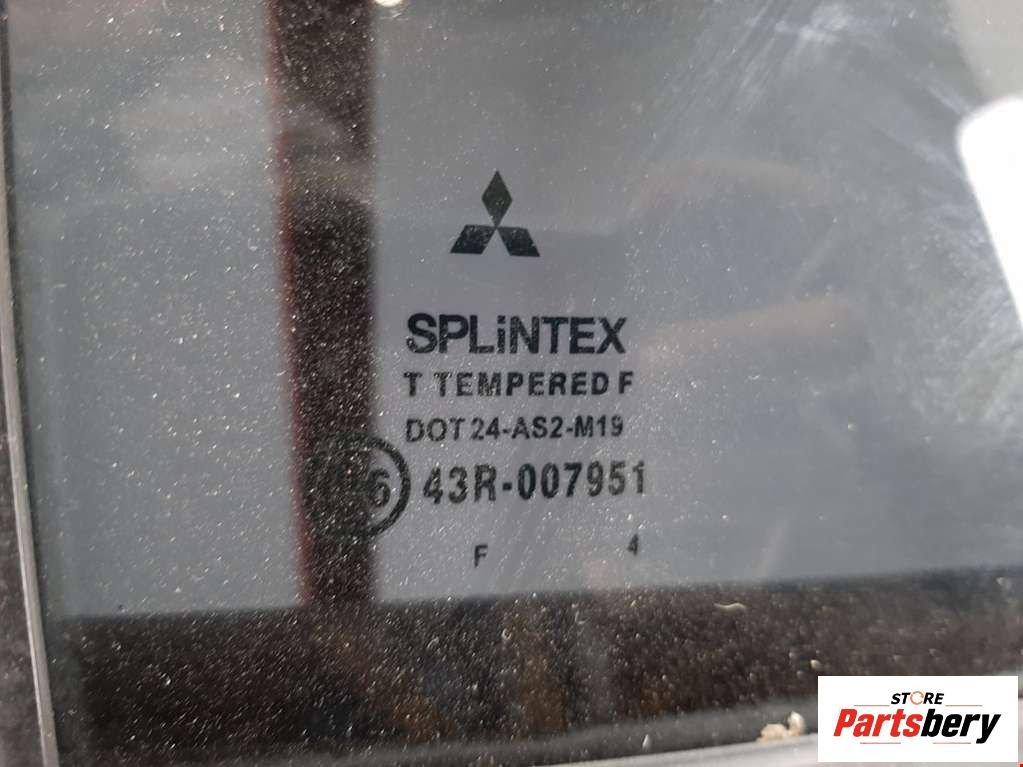 SPLiNTEX
T TEMPERED F
DOT 24-AS2-M19
43R-007951
F 4
STORE
Partsbery